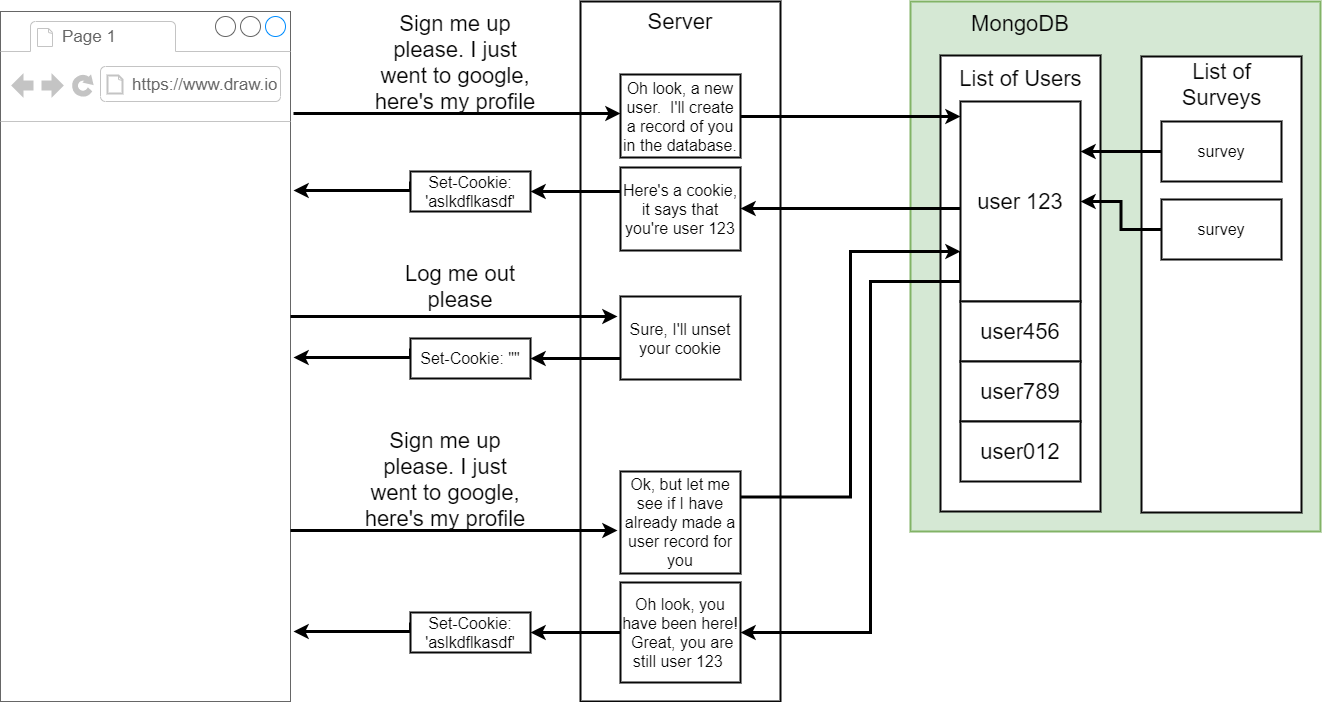 Page 1
https://www.draw.io
Sign me up
please. I just
went to google,
here's my profile
Set-Cookie:
'aslkdflkasdf'
Log me out
please
Set-Cookie: ""
Sign me up
please. I just
went to google,
here's my profile
Set-Cookie:
'aslkdflkasdf'
Server
Oh look, a new
user. I'll create
a record of you
in the database.
Here's a cookie,
it says that
you're user 123
Sure, I'll unset
your cookie
Ok, but let me
see if I have
already made a
user record for
you
Oh look, you
have been here!
Great, you are
still user 123
MongoDB
List of Users
user 123
user456
user789
user012
List of
Surveys
survey
survey